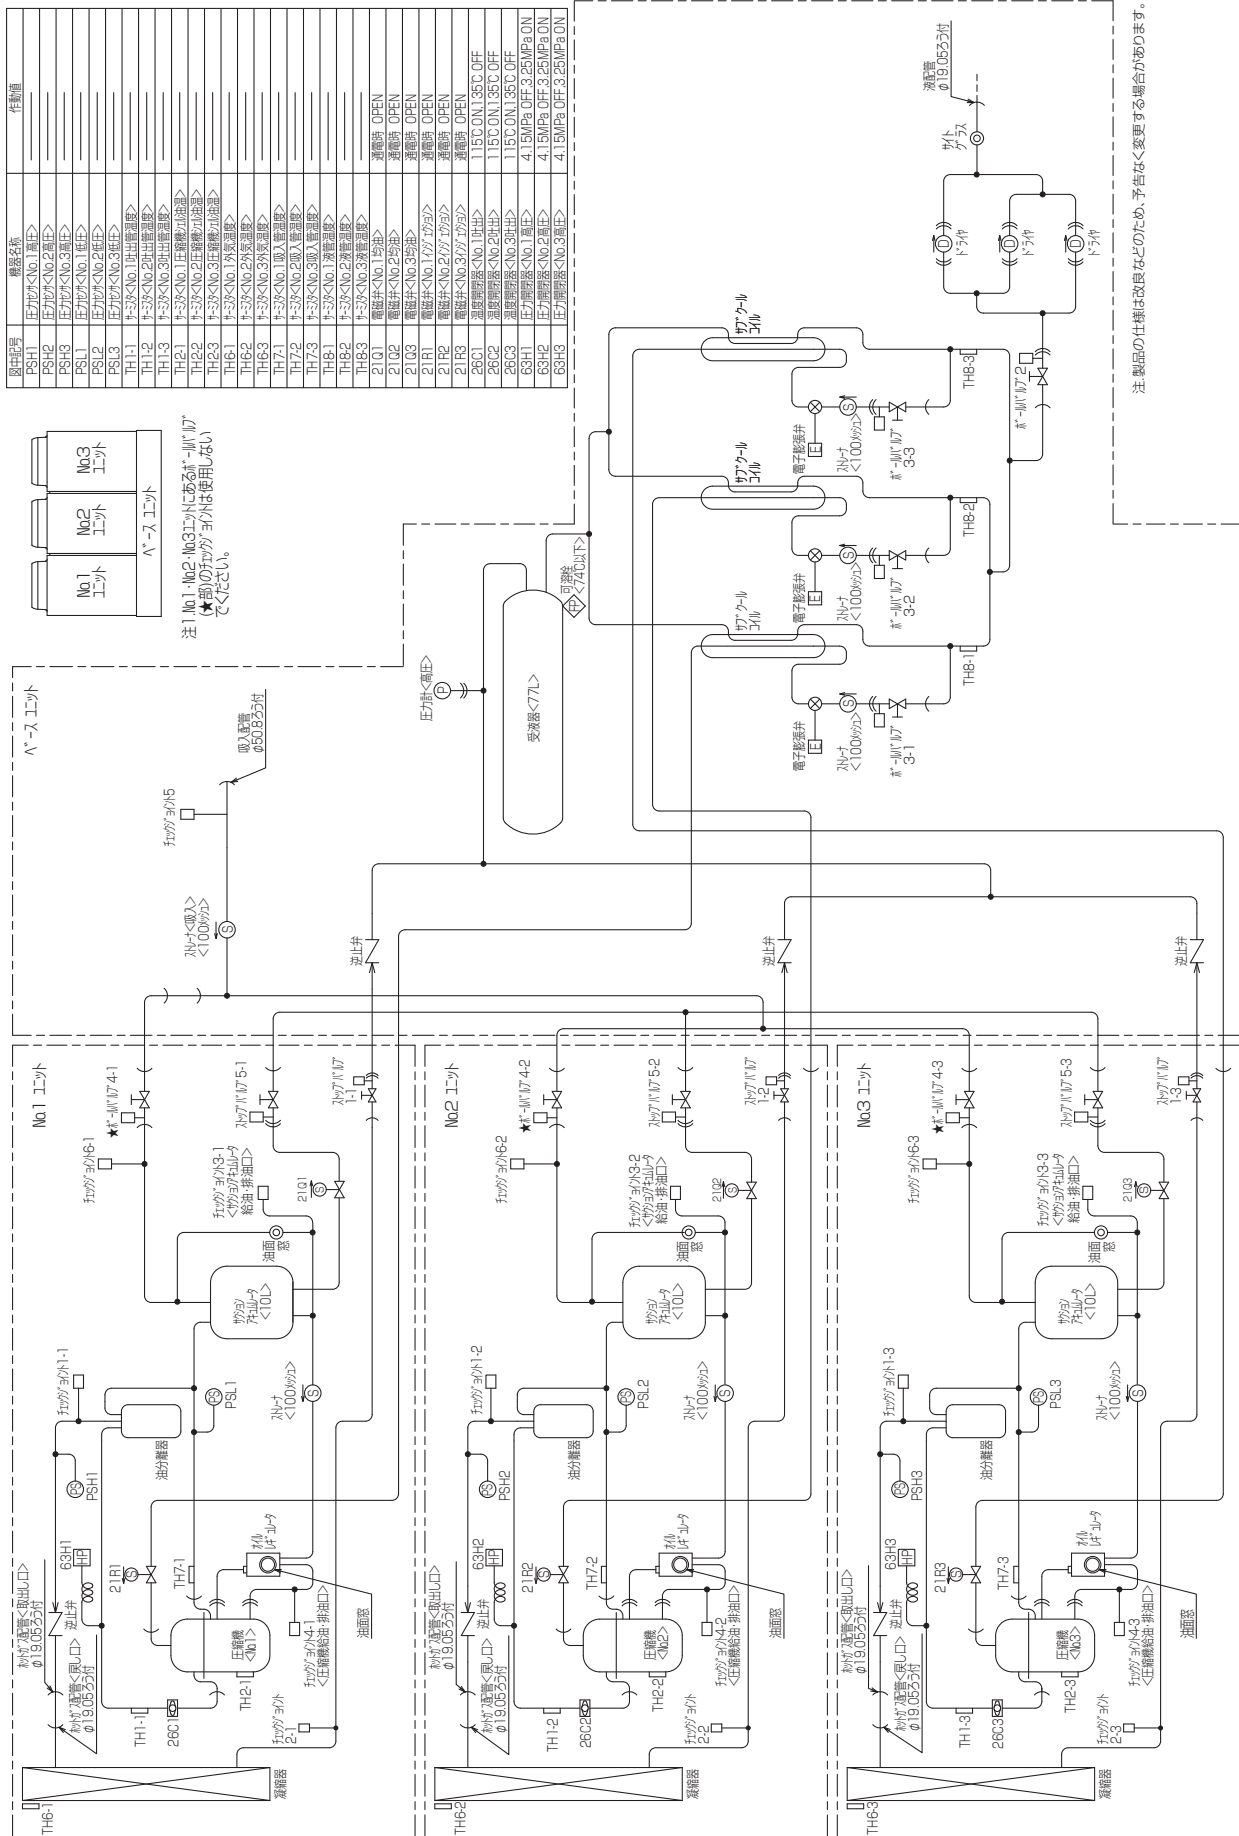 図中記号 機器名称 作動値
PSH1 圧力センサ<No.1高圧> ―
PSH2 圧力センサ<No.2高圧> ―
PSH3 圧力センサ<No.3高圧> ―
PSL1 圧力センサ<No.1低圧> ―
PSL2 圧力センサ<No.2低圧> ―
PSL3 圧力センサ<No.3低圧> ―
TH1-1 サーミスタ<No.1吐出管温度> ―
TH1-2 サーミスタ<No.2吐出管温度> ―
TH1-3 サーミスタ<No.3吐出管温度> ―
TH2-1 サーミスタ<No.1圧縮機シェル油温> ―
TH2-2 サーミスタ<No.2圧縮機シェル油温> ―
TH2-3 サーミスタ<No.3圧縮機シェル油温> ―
TH6-1 サーミスタ<No.1外気温度> ―
TH6-2 サーミスタ<No.2外気温度> ―
TH6-3 サーミスタ<No.3外気温度> ―
TH7-1 サーミスタ<No.1吸入管温度> ―
TH7-2 サーミスタ<No.2吸入管温度> ―
TH7-3 サーミスタ<No.3吸入管温度> ―
TH8-1 サーミスタ<No.1液管温度> ―
TH8-2 サーミスタ<No.2液管温度> ―
TH8-3 サーミスタ<No.3液管温度> ―
21Q1 電磁弁<No.1均油> 通電時 OPEN
21Q2 電磁弁<No.2均油> 通電時 OPEN
21Q3 電磁弁<No.3均油> 通電時 OPEN
21R1 電磁弁<No.1インジェクション> 通電時 OPEN
21R2 電磁弁<No.2インジェクション> 通電時 OPEN
21R3 電磁弁<No.3インジェクション> 通電時 OPEN
26C1 温度開閉器<No.1吐出> 115℃ ON,135℃ OFF
26C2 温度開閉器<No.2吐出> 115℃ ON,135℃ OFF
26C3 温度開閉器<No.3吐出> 115℃ ON,135℃ OFF
63H1 圧力開閉器<No.1高圧> 4.15MPa OFF,3.25MPa ON
63H2 圧力開閉器<No.2高圧> 4.15MPa OFF,3.25MPa ON
63H3 圧力開閉器<No.3高圧> 4.15MPa OFF,3.25MPa ON
No.1
ユニット
No.2
ユニット
No.3
ユニット
ベース ユニット
注1.No.1・No.2・No.3ユニットにあるボールバルブ
(★部)のチェックジョイントは使用しない
でください。
ベース ユニット
吸入配管
φ50.8ろう付
チェックジョイント5
ストレーナ<吸入>
<100メッシュ>
逆止弁
逆止弁
逆止弁
圧力計<高圧>
P
受液器<77L>
可溶栓
<74℃以下>
FP
サブクール
コイル
サブクール
コイル
サブクール
コイル
電子膨張弁
E
ストレーナ
<100メッシュ>
S
ボールバルブ
3-1
TH8-1
電子膨張弁
E
ストレーナ
<100メッシュ>
S
ボールバルブ
3-2
TH8-2
電子膨張弁
E
ストレーナ
<100メッシュ>
S
ボールバルブ
3-3
TH8-3
ボールバルブ2
D
ドライヤ
D
ドライヤ
D
ドライヤ
サイト
グラス
液配管
φ19.05ろう付
No.1 ユニット
チェックジョイント6-1
★ボールバルブ4-1
ストップバルブ5-1
ストップバルブ
1-1
チェックジョイント3-1
<サクションアキュムレータ
給油・排油口>
21Q1
S
油面
窓
サクション
アキュムレータ
<10L>
チェックジョイント1-1
PS
PSH1
油分離器
PS
PSL1
ストレーナ
<100メッシュ>
S
ホットガス配管<取出し口>
φ19.05ろう付
ホットガス配管<戻し口>
φ19.05ろう付
逆止弁
63H1
HP
21R1
S
TH7-1
オイル
レギュレータ
圧縮機
<No.1>
油面窓
チェックジョイント4-1
<圧縮機給油・排油口>
TH1-1
26C1
TH2-1
チェックジョイント
2-1
TH6-1
凝縮器
No.2 ユニット
チェックジョイント6-2
★ボールバルブ4-2
ストップバルブ5-2
ストップバルブ
1-2
チェックジョイント3-2
<サクションアキュムレータ
給油・排油口>
21Q2
S
油面
窓
サクション
アキュムレータ
<10L>
チェックジョイント1-2
PS
PSH2
油分離器
PS
PSL2
ストレーナ
<100メッシュ>
S
ホットガス配管<取出し口>
φ19.05ろう付
ホットガス配管<戻し口>
φ19.05ろう付
逆止弁
63H2
HP
21R2
S
TH7-2
オイル
レギュレータ
圧縮機
<No.2>
油面窓
チェックジョイント4-2
<圧縮機給油・排油口>
TH1-2
26C2
TH2-2
チェックジョイント
2-2
TH6-2
凝縮器
No.3 ユニット
チェックジョイント6-3
★ボールバルブ4-3
ストップバルブ5-3
ストップバルブ
1-3
チェックジョイント3-3
<サクションアキュムレータ
給油・排油口>
21Q3
S
油面
窓
サクション
アキュムレータ
<10L>
チェックジョイント1-3
PS
PSH3
油分離器
PS
PSL3
ストレーナ
<100メッシュ>
S
ホットガス配管<取出し口>
φ19.05ろう付
ホットガス配管<戻し口>
φ19.05ろう付
逆止弁
63H3
HP
21R3
S
TH7-3
オイル
レギュレータ
圧縮機
<No.3>
油面窓
チェックジョイント4-3
<圧縮機給油・排油口>
TH1-3
26C3
TH2-3
チェックジョイント
2-3
TH6-3
凝縮器
注.製品の仕様は改良などのため、予告なく変更する場合があります。